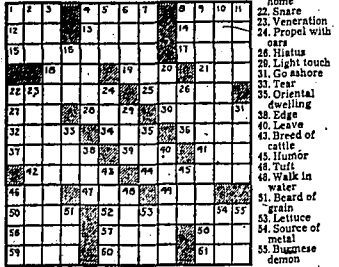 1 2 3 4 5 6 7 8 9 10 11
12 13 14
15 16 17
18 19 20 21
22 23 24 25 26
27 28 29 30 31
32 33 34 35 36
37 38 39 40 41
42 43 44 45
46 47 48 49
50 51 52 53 54 55
56 57 58
59 60 61
home
22. Snare
23. Veneration
24. Propel with
oars
26. Hiatus
29. Light touch
31. Go ashore
33. Tear
35. Oriental
dwelling
38. Edge
40. Leave
43. Breed of
cattle
45. Humor
46. Tuft
48. Walk in
water
51. Beard of
grain
53. Lettuce
54. Source of
metal
55. Bugmese
demon